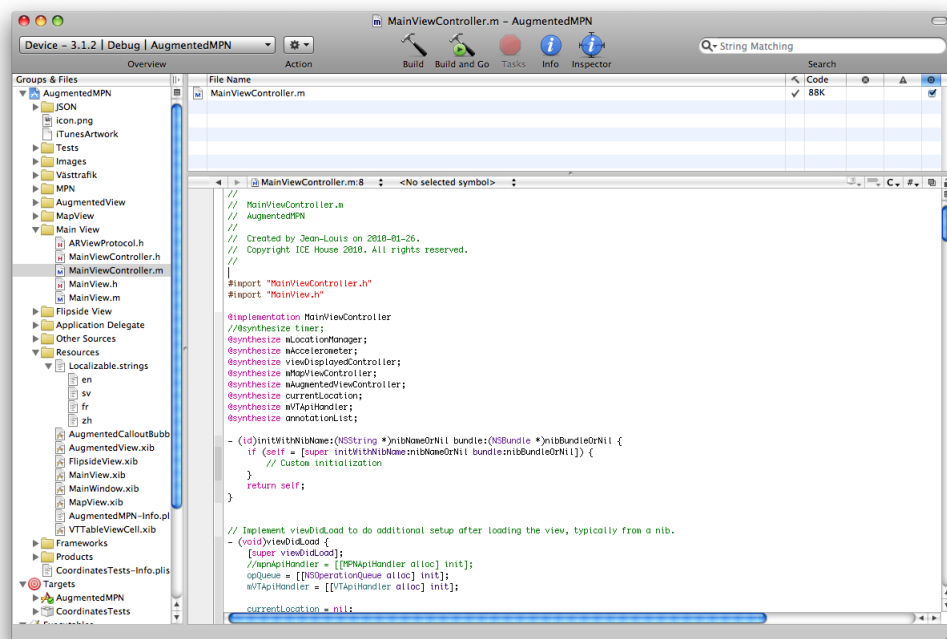 MainViewController.m – AugmentedMPN
Device – 3.1.2 | Debug | AugmentedMPN
String Matching
Overview
Action
Build
Build and Go
Tasks
Info
Inspector
Search
Groups & Files
File Name
Code
AugmentedMPN
MainViewController.m
88K
JSON
icon.png
iTunesArtwork
Tests
Images
Västtrafik
MPN
AugmentedView
MapView
Main View
ARViewProtocol.h
MainViewController.h
MainViewController.m
MainView.h
MainView.m
Flipside View
Application Delegate
Other Sources
Resources
Localizable.strings
en
sv
fr
zh
AugmentedCalloutBubb
AugmentedView.xib
FlipsideView.xib
MainView.xib
MainWindow.xib
MapView.xib
AugmentedMPN-Info.pl
VTTableViewCell.xib
Frameworks
Products
CoordinatesTests-Info.plis
Targets
AugmentedMPN
CoordinatesTests
Executables
MainViewController.m:8
<No selected symbol>
C
#
//
// MainViewController.m
// AugmentedMPN
//
// Created by Jean-Louis on 2010-01-26.
// Copyright ICE House 2010. All rights reserved.
//
#import "MainViewController.h"
#import "MainView.h"
@implementation MainViewController
//@synthesize timer;
@synthesize mLocationManager;
@synthesize mAccelerometer;
@synthesize viewDisplayedController;
@synthesize mMapViewController;
@synthesize mAugmentedViewController;
@synthesize currentLocation;
@synthesize mVTApiHandler;
@synthesize annotationList;
- (id)initWithNibName:(NSString *)nibNameOrNil bundle:(NSBundle *)nibBundleOrNil {
if (self = [super initWithNibName:nibNameOrNil bundle:nibBundleOrNil]) {
// Custom initialization
}
return self;
}
// Implement viewDidLoad to do additional setup after loading the view, typically from a nib.
- (void)viewDidLoad {
[super viewDidLoad];
//mpnApiHandler = [[MPNApiHandler alloc] init];
opQueue = [[NSOperationQueue alloc] init];
mVTApiHandler = [[VTApiHandler alloc] init];
currentLocation = nil;